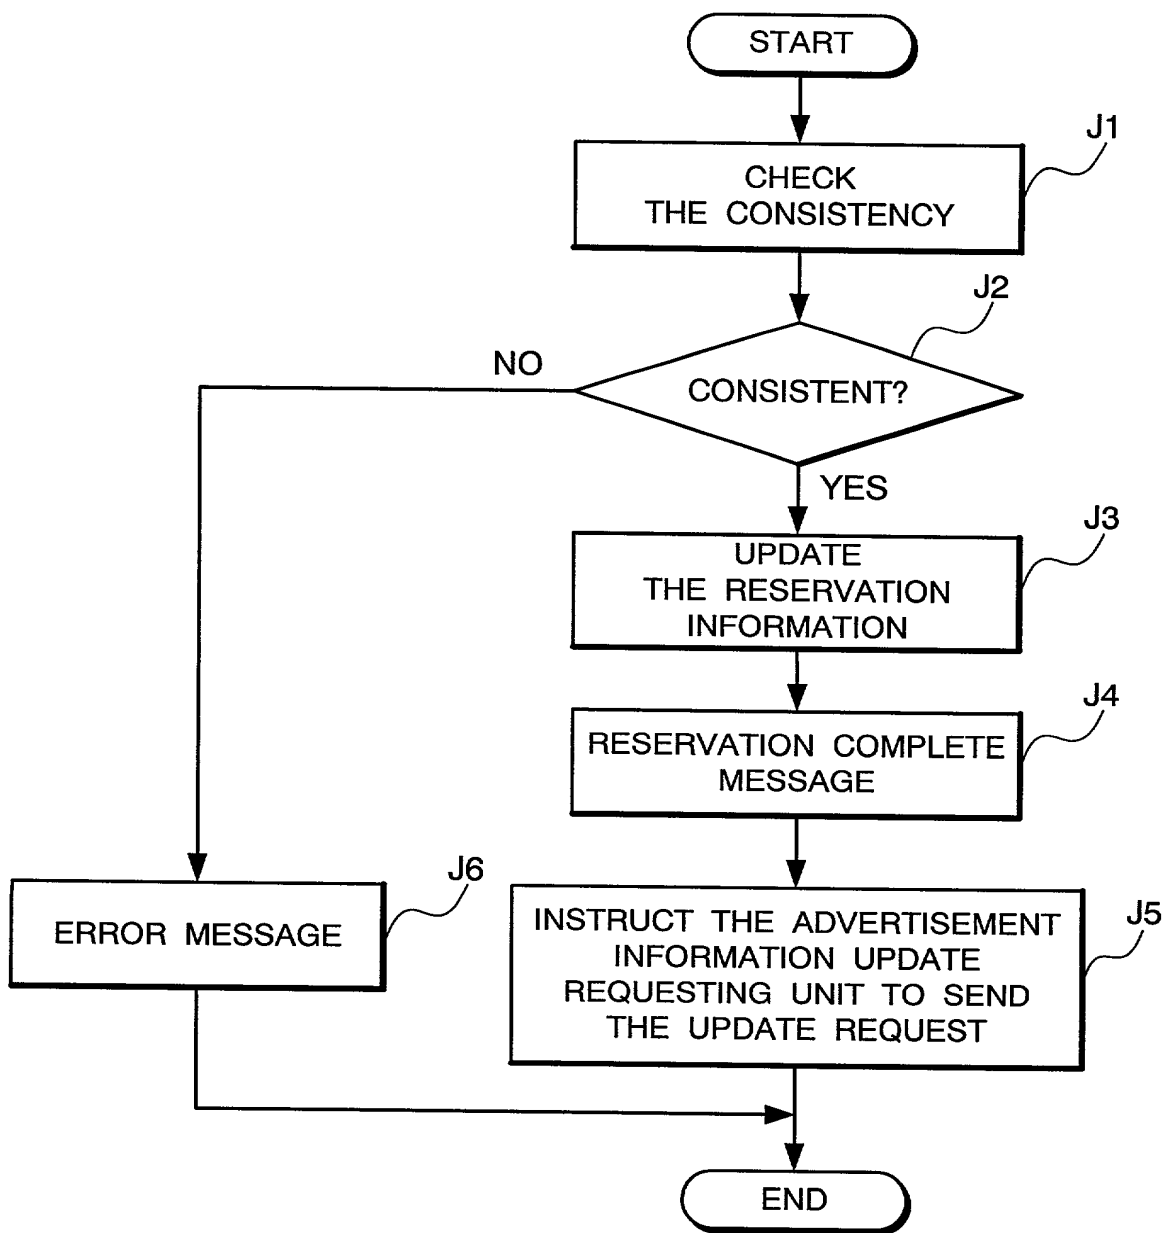 START
J1
CHECK
THE CONSISTENCY
J2
NO
CONSISTENT?
YES
J3
UPDATE
THE RESERVATION
INFORMATION
J4
RESERVATION COMPLETE
MESSAGE
J6
ERROR MESSAGE
J5
INSTRUCT THE ADVERTISEMENT
INFORMATION UPDATE
REQUESTING UNIT TO SEND
THE UPDATE REQUEST
END